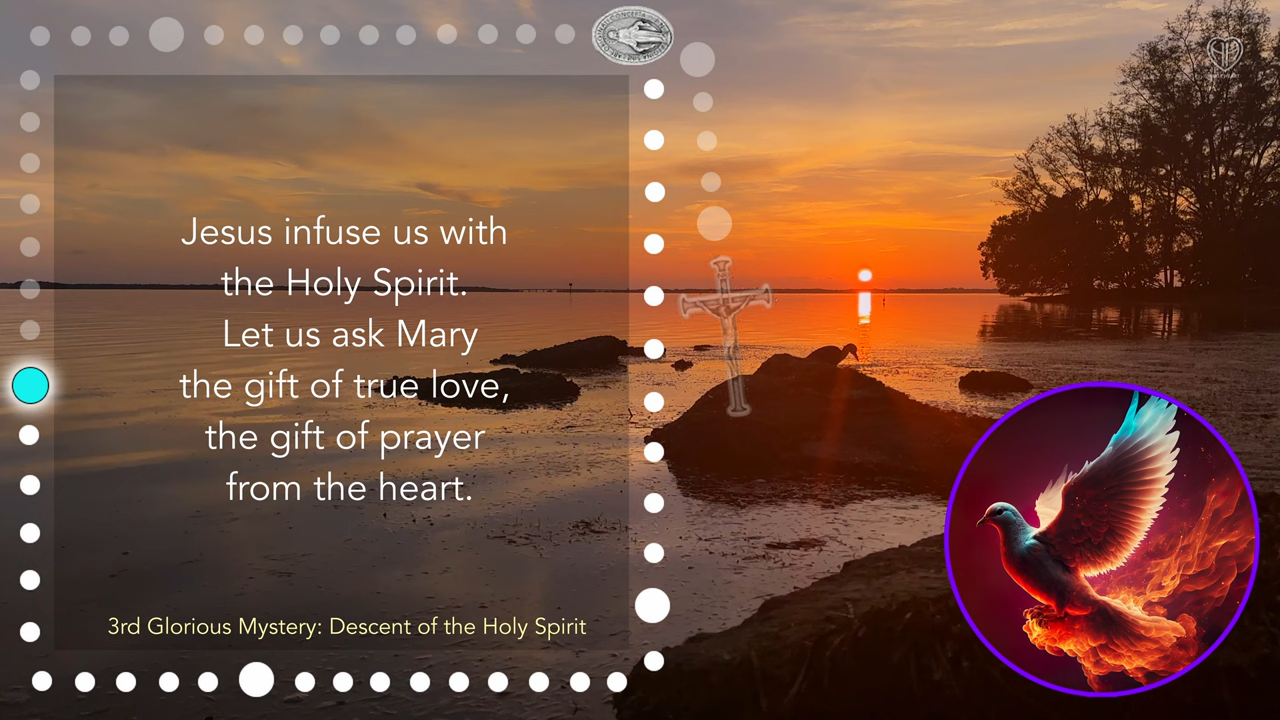 Jesus infuse us with
the Holy Spirit.
Let us ask Mary
the gift of true love,
the gift of prayer
from the heart.
3rd Glorious Mystery: Descent of the Holy Spirit